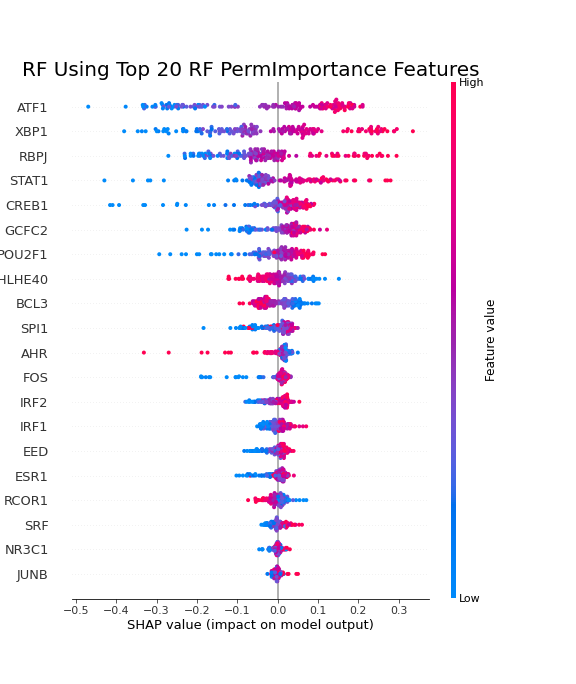 RF Using Top 20 RF PermImportance Features
High
ATF1
XBP1
RBPJ
STAT1
CREB1
GCFC2
POU2F1
HLHE40
BCL3
SPI1
AHR
FOS
IRF2
IRF1
EED
ESR1
RCOR1
SRF
NR3C1
JUNB
Feature value
Low
−0.5 −0.4 −0.3 −0.2 −0.1 0.0 0.1 0.2 0.3
SHAP value (impact on model output)